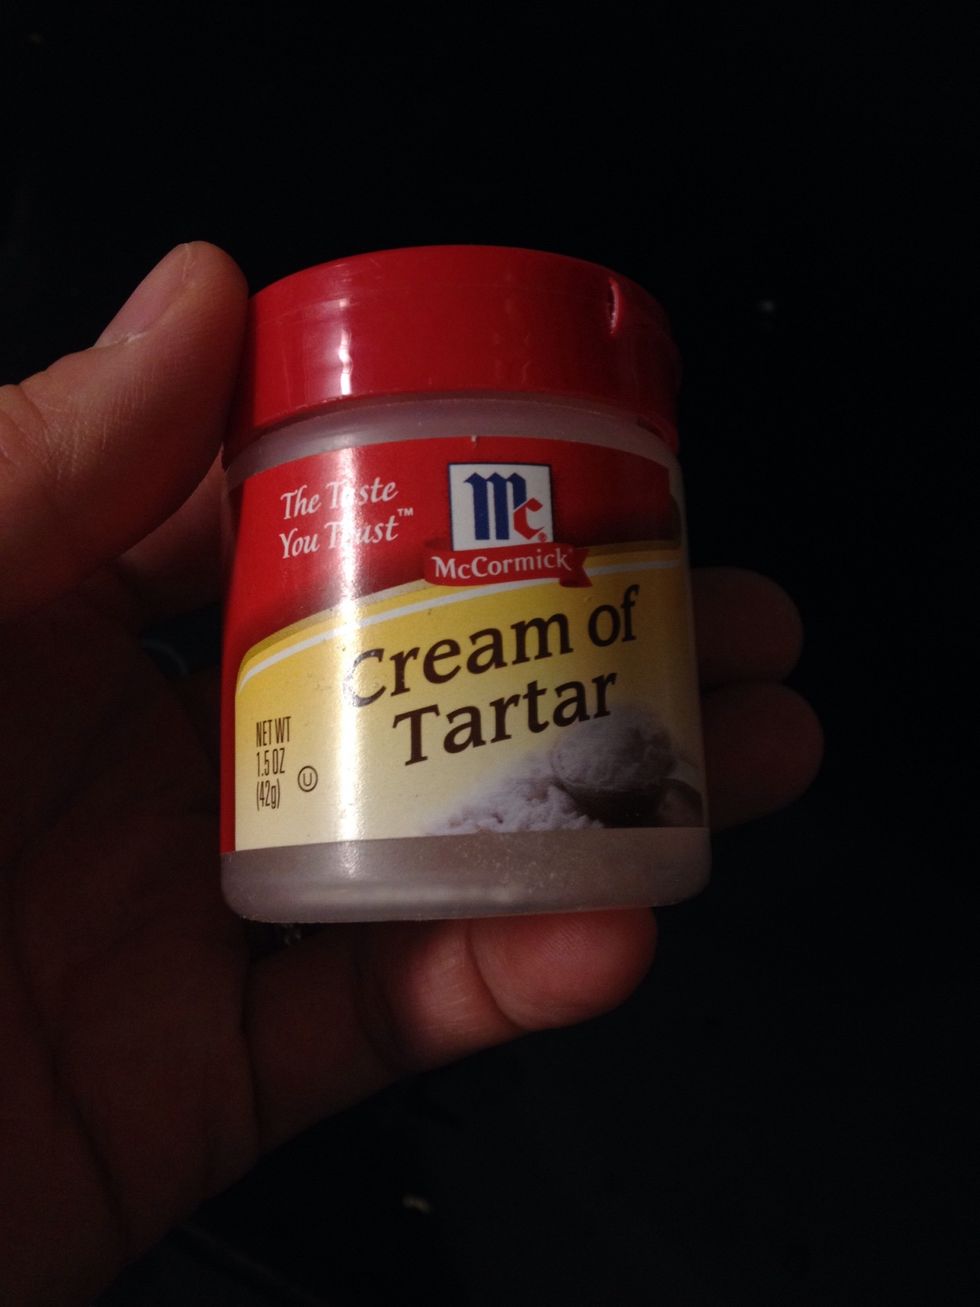 The Taste
You Trust™
Mc
McCormick®
Cream of
Tartar
NET WT
1.5 OZ
(42g)
U